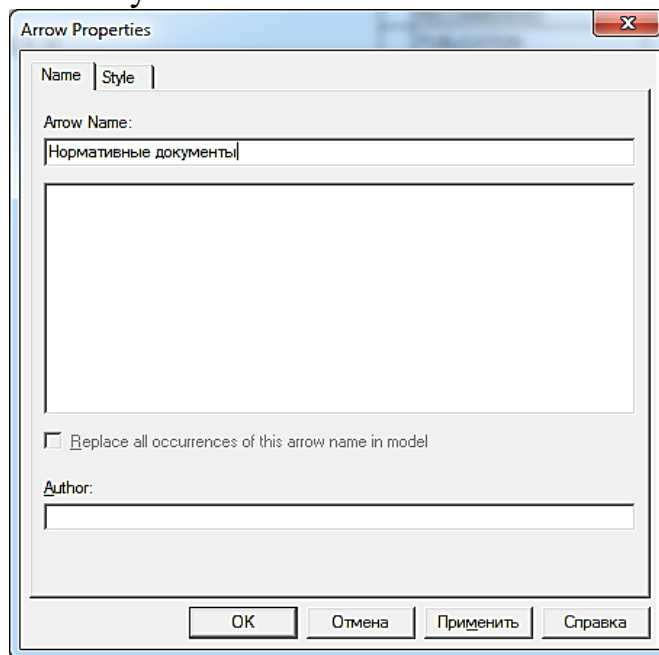 Arrow Properties
Name
Style
Arrow Name:
Нормативные документы
Replace all occurrences of this arrow name in model
Author:
OK
Отмена
Применить
Справка